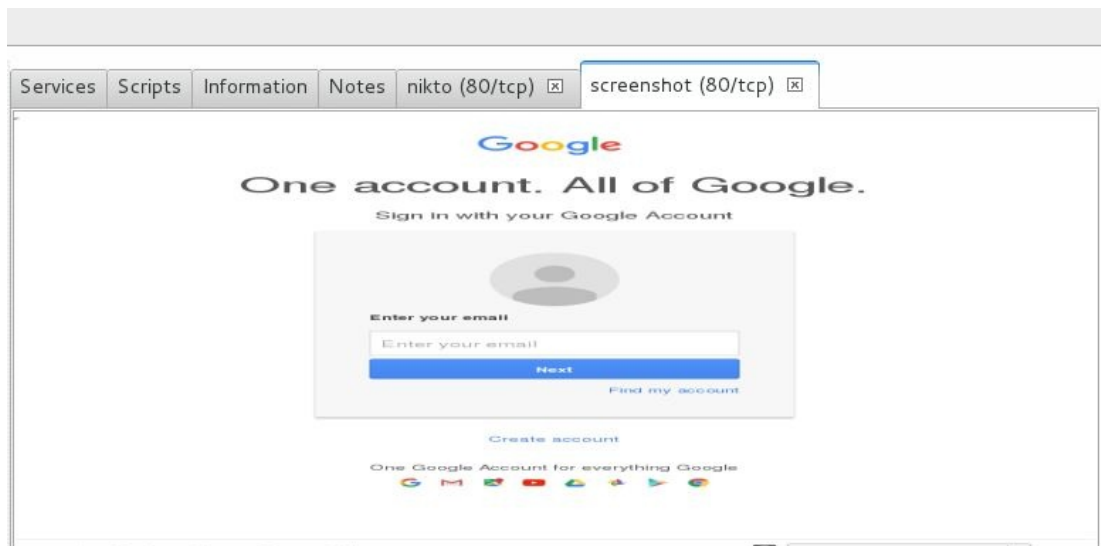 Services Scripts Information Notes nikto (80/tcp) screenshot (80/tcp)
Google
One account. All of Google.
Sign in with your Google Account
Enter your email
Enter your email
Next
Find my account
Create account
One Google Account for everything Google